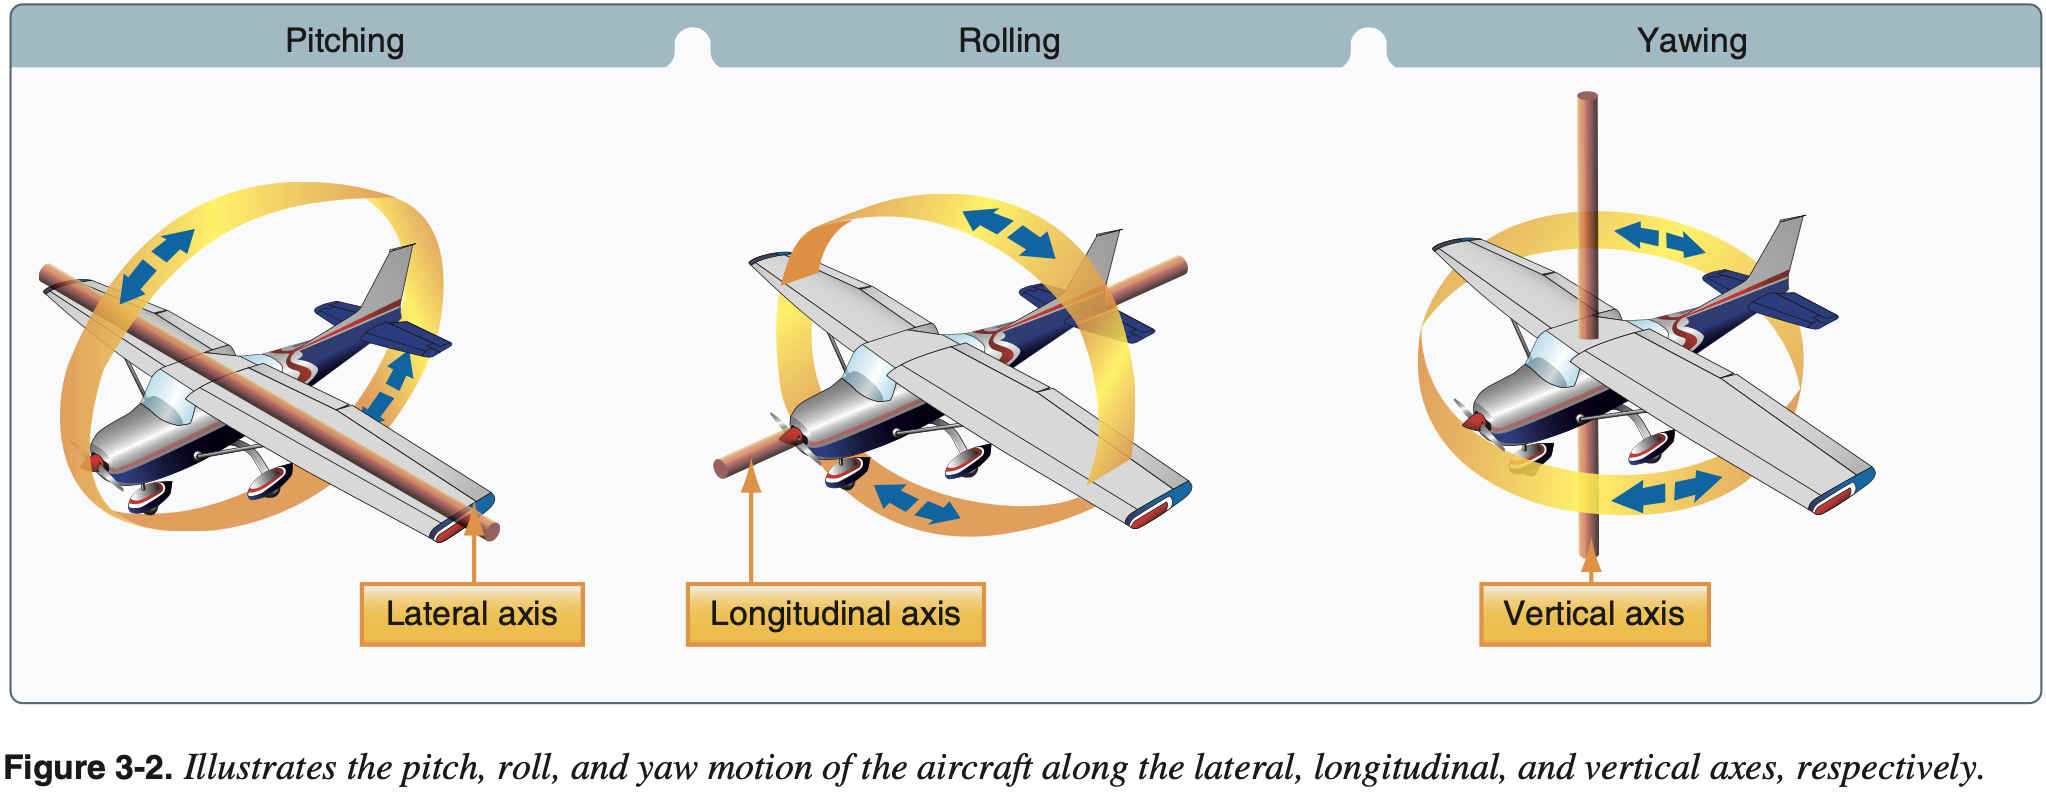 Pitching
Rolling
Yawing
Lateral axis
Longitudinal axis
Vertical axis
Figure 3-2. Illustrates the pitch, roll, and yaw motion of the aircraft along the lateral, longitudinal, and vertical axes, respectively.